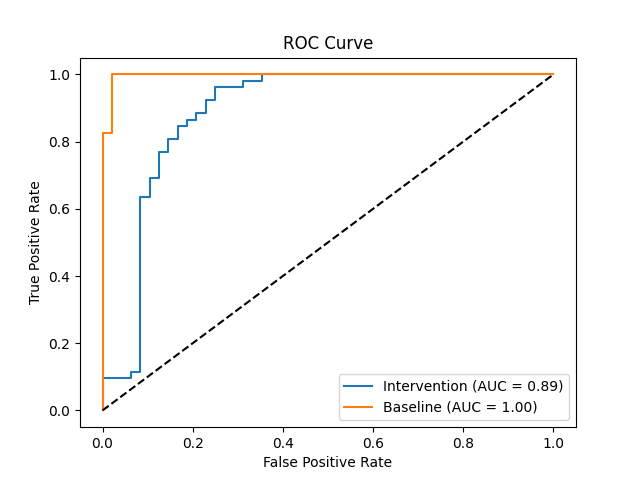 ROC Curve
1.0
0.8
0.6
0.4
0.2
0.0
True Positive Rate
0.0 0.2 0.4 0.6 0.8 1.0
False Positive Rate
Intervention (AUC = 0.89)
Baseline (AUC = 1.00)